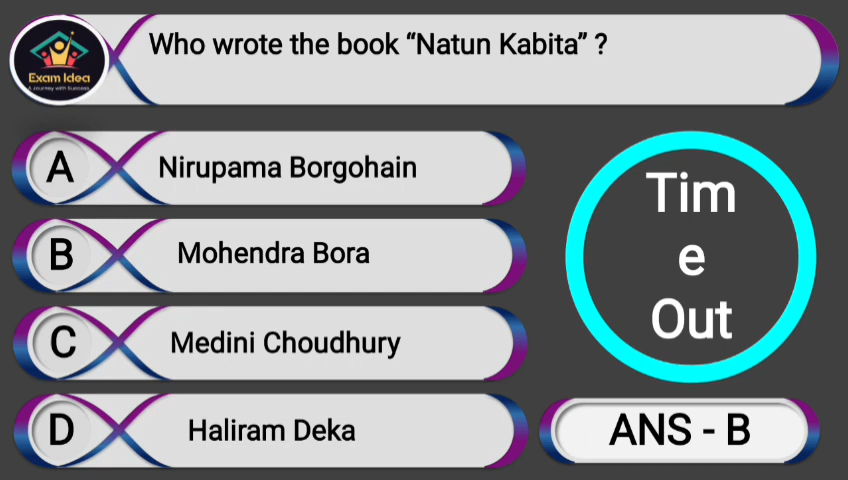 Who wrote the book “Natun Kabita” ?
Exam Idea
A Journey with Success
A Nirupama Borgohain
B Mohendra Bora
C Medini Choudhury
D Haliram Deka
Tim
e
Out
ANS - B